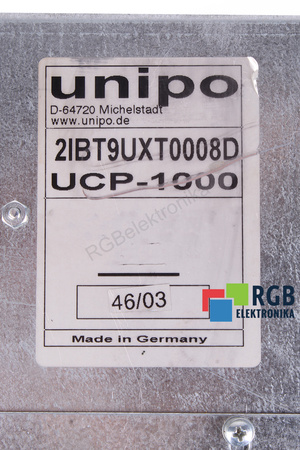 unipo
D-64720 Michelstadt
www.unipo.de
2IBT9UXT0008D
UCP-1000
RGBelektronika
46/03
RGB
ELEKTRONIKA
Made in Germany